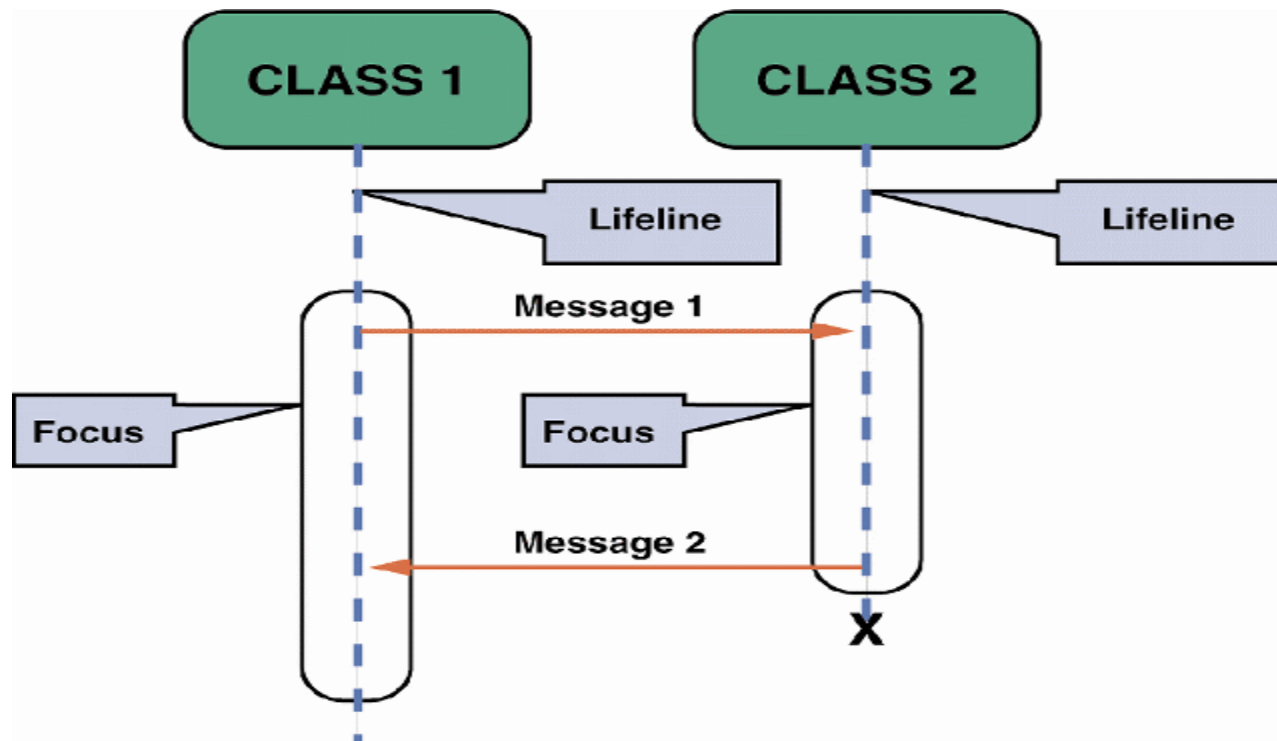 CLASS 1
CLASS 2
Lifeline
Lifeline
Message 1
Focus
Focus
Message 2
X